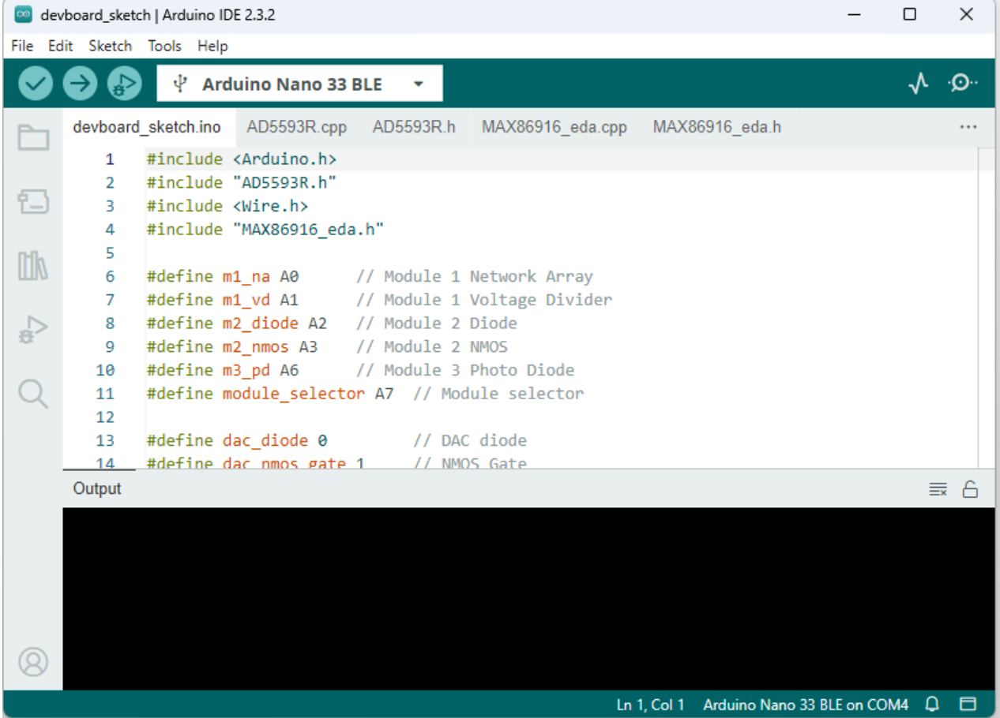 devboard_sketch | Arduino IDE 2.3.2
File Edit Sketch Tools Help
Arduino Nano 33 BLE
devboard_sketch.ino AD5593R.cpp AD5593R.h MAX86916_eda.cpp MAX86916_eda.h ...
1 #include <Arduino.h>
2 #include "AD5593R.h"
3 #include <Wire.h>
4 #include "MAX86916_eda.h"
5
6 #define m1_na A0 // Module 1 Network Array
7 #define m1_vd A1 // Module 1 Voltage Divider
8 #define m2_diode A2 // Module 2 Diode
9 #define m2_nmos A3 // Module 2 NMOS
10 #define m3_pd A6 // Module 3 Photo Diode
11 #define module_selector A7 // Module selector
12
13 #define dac_diode 0 // DAC diode
14 #define dac_nmos_gate 1 // NMOS Gate
Output
Ln 1, Col 1 Arduino Nano 33 BLE on COM4